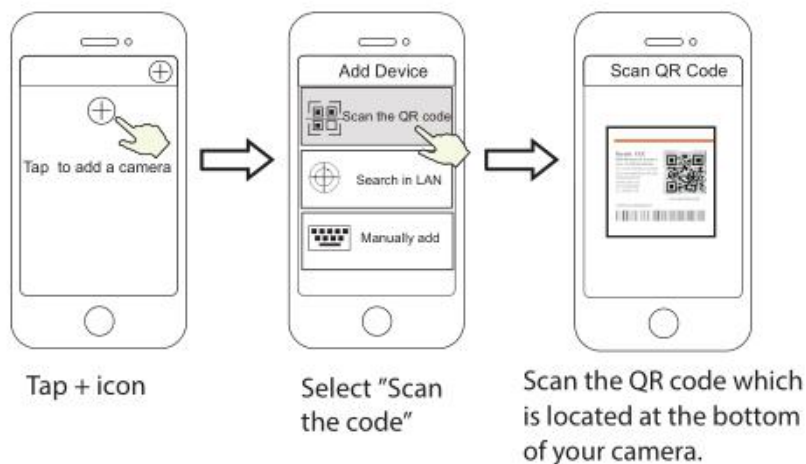 Tap to add a camera
Add Device
Scan the QR code
Search in LAN
Manually add
Scan QR Code
Tap + icon
Select "Scan
the code"
Scan the QR code which
is located at the bottom
of your camera.